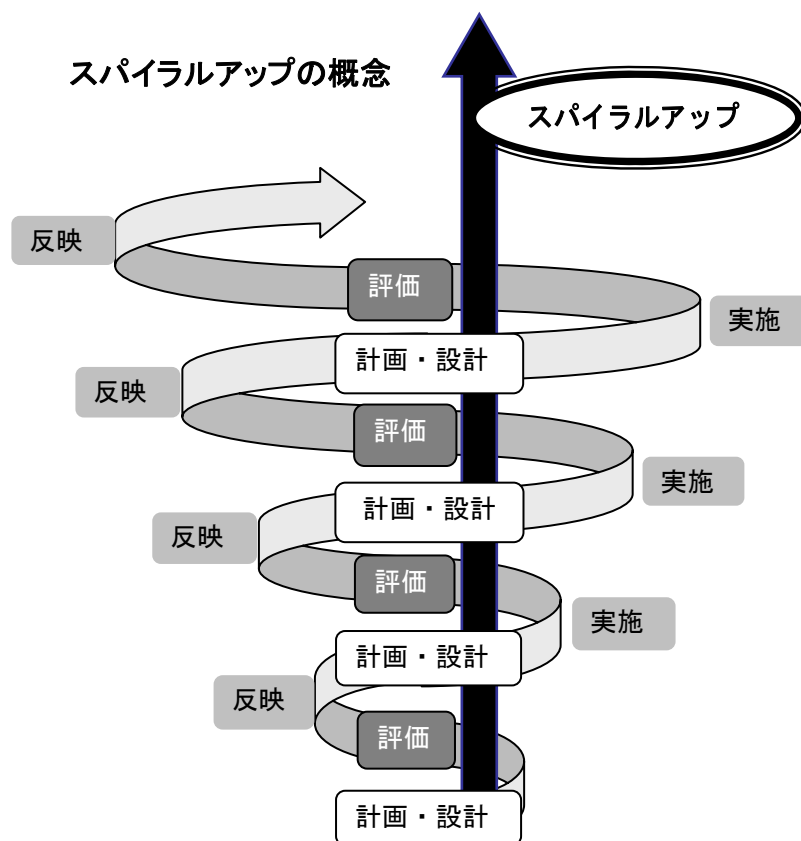 スパイラルアップの概念
スパイラルアップ
反映
評価
実施
計画・設計
反映
評価
実施
計画・設計
反映
評価
実施
計画・設計
反映
評価
計画・設計